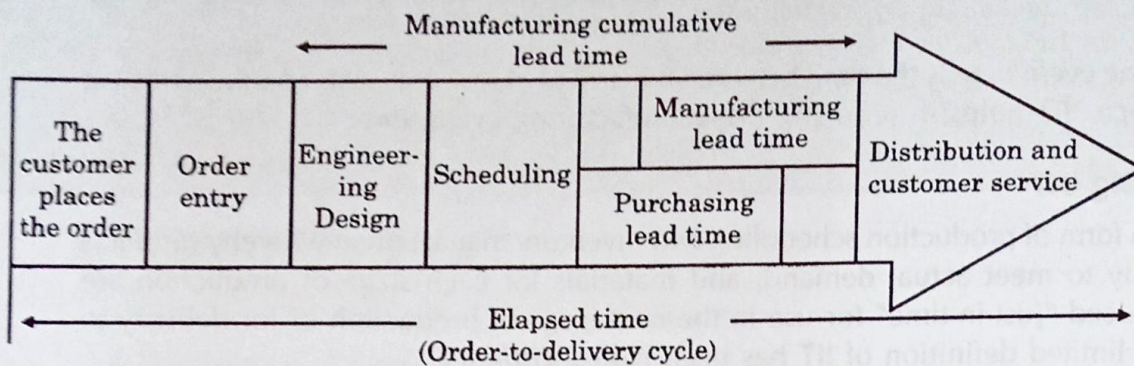 Manufacturing cumulative
lead time
The
customer
places
the order
Order
entry
Engineer-
ing
Design
Scheduling
Manufacturing
lead time
Purchasing
lead time
Distribution and
customer service
Elapsed time
(Order-to-delivery cycle)